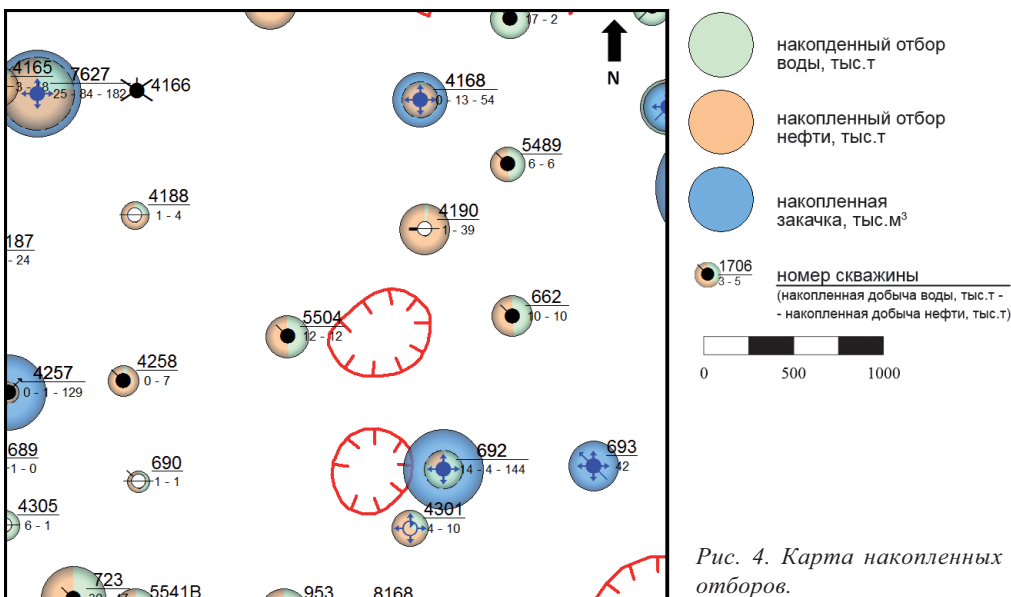 17 - 2
N
4165
3 - 18
7627
25 - 84 - 182
4166
4168
0 - 13 - 54
5489
6 - 6
4188
1 - 4
4190
1 - 39
187
- 24
5504
12 - 12
662
10 - 10
4257
0 - 1 - 129
4258
0 - 7
689
1 - 0
690
1 - 1
692
14 - 4 - 144
693
42
4305
6 - 1
4301
4 - 10
723
5541В
953
8168
накопденный отбор
воды, тыс.т
накопленный отбор
нефти, тыс.т
накопленная
закачка, тыс.м³
1706
3 - 5
номер скважины
(накопленная добыча воды, тыс.т -
- накопленная добыча нефти, тыс.т)
0 500 1000
Рис. 4. Карта накопленных
отборов.